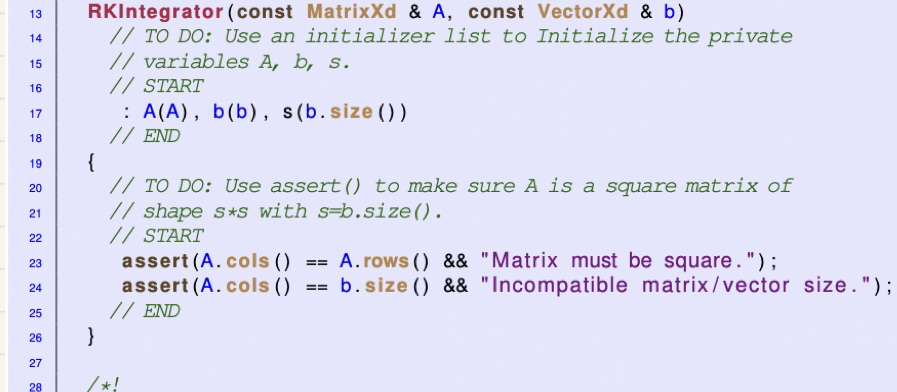 13 RKIntegrator(const MatrixXd & A, const VectorXd & b)
14 // TO DO: Use an initializer list to Initialize the private
15 // variables A, b, s.
16 // START
17 : A(A), b(b), s(b.size())
18 // END
19 {
20 // TO DO: Use assert() to make sure A is a square matrix of
21 // shape s*s with s=b.size().
22 // START
23 assert(A.cols() == A.rows() && "Matrix must be square.");
24 assert(A.cols() == b.size() && "Incompatible matrix/vector size.");
25 // END
26 }
27
28 /*!